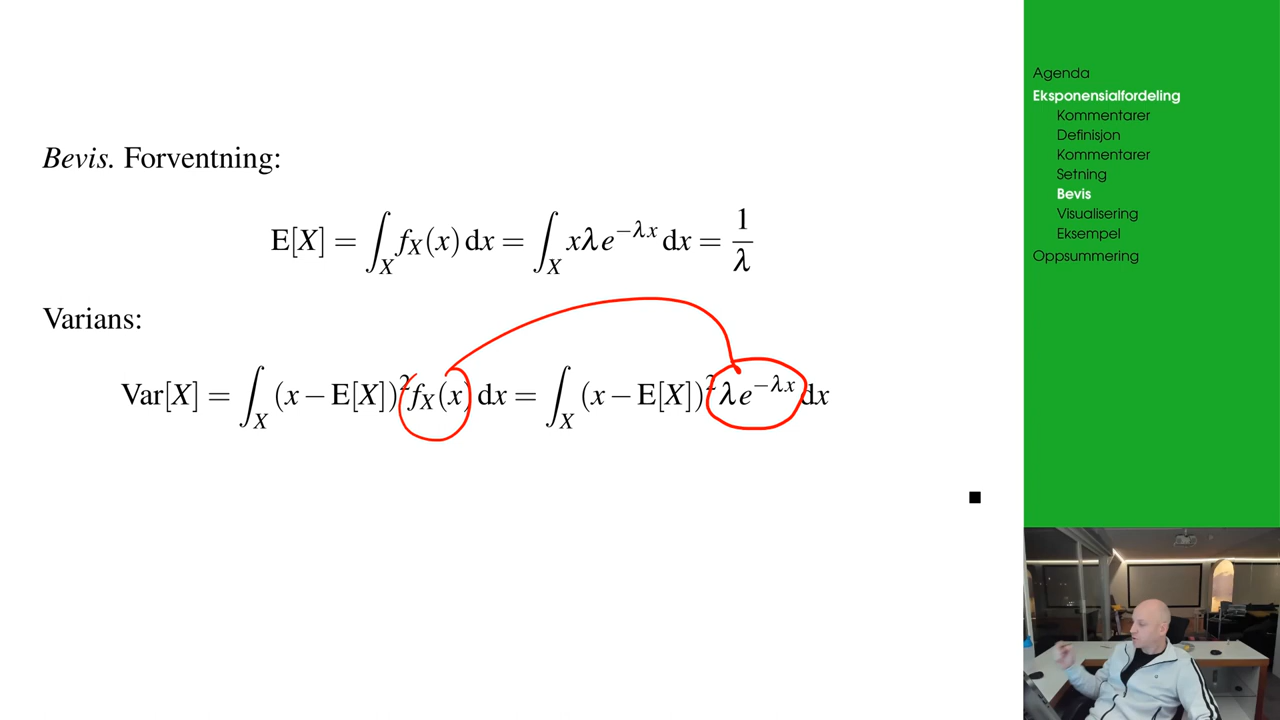 Bevis. Forventning:
E[X] = ∫_X f_X(x) dx = ∫_X xλe^{−λx} dx = 1/λ
Varians:
Var[X] = ∫_X (x − E[X])² f_X(x) dx = ∫_X (x − E[X])² λe^{−λx} dx
■
Agenda
Eksponensialfordeling
Kommentarer
Definisjon
Kommentarer
Setning
Bevis
Visualisering
Eksempel
Oppsummering